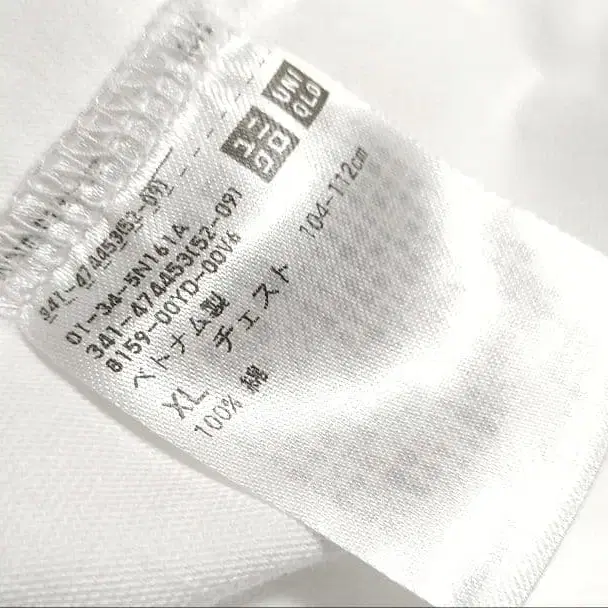 ユニ
クロ
UNI
QLO
341-474453(52-09)
01-34-5N161A
341-474453(52-09)
8159-00YD-00V6
ベトナム製
XL チェスト 104-112cm
100% 綿